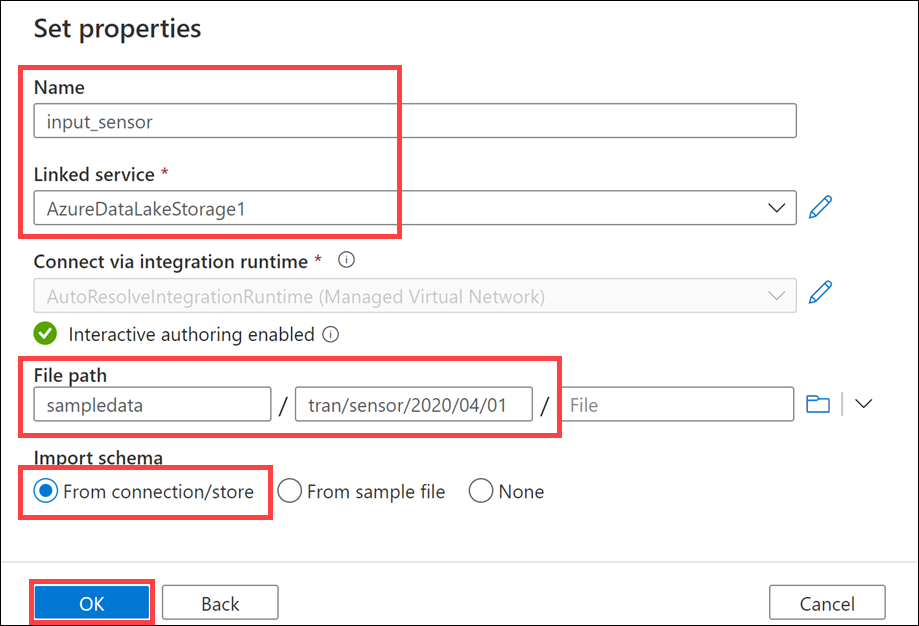 Set properties
Name
input_sensor
Linked service *
AzureDataLakeStorage1
Connect via integration runtime *
AutoResolveIntegrationRuntime (Managed Virtual Network)
Interactive authoring enabled
File path
sampledata / tran/sensor/2020/04/01 / File
Import schema
From connection/store From sample file None
OK Back Cancel